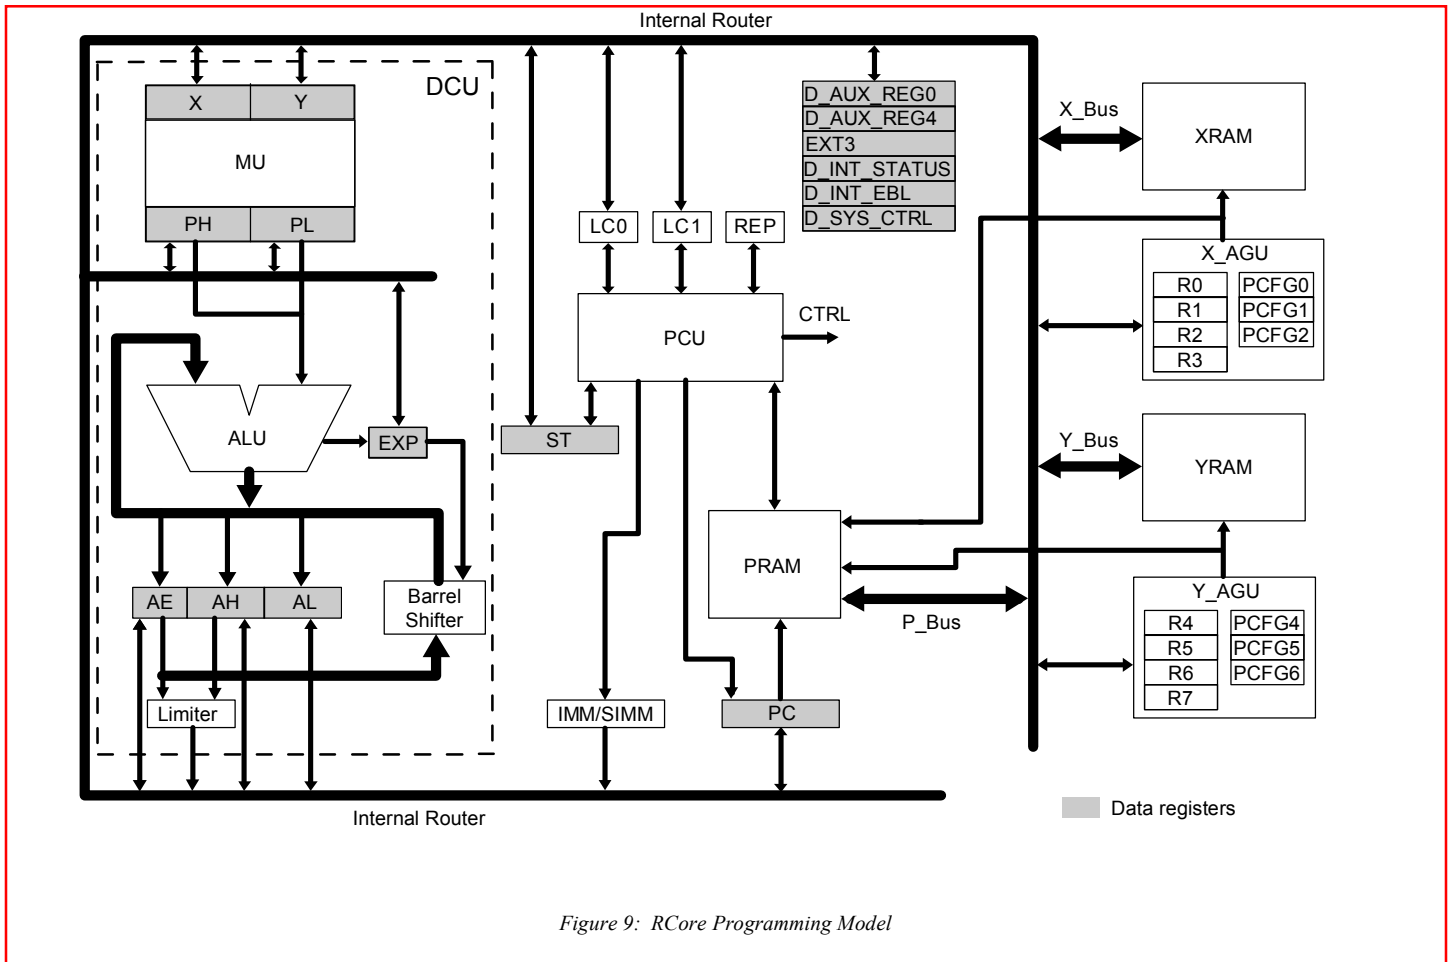 Internal Router
DCU
X Y
MU
PH PL
ALU
EXP
AE AH AL
Barrel
Shifter
Limiter
LC0 LC1 REP
PCU
CTRL
ST
PRAM
IMM/SIMM
PC
P_Bus
D_AUX_REG0
D_AUX_REG4
EXT3
D_INT_STATUS
D_INT_EBL
D_SYS_CTRL
X_Bus
XRAM
X_AGU
R0 PCFG0
R1 PCFG1
R2 PCFG2
R3
Y_Bus
YRAM
Y_AGU
R4 PCFG4
R5 PCFG5
R6 PCFG6
R7
Internal Router
Data registers
Figure 9: RCore Programming Model